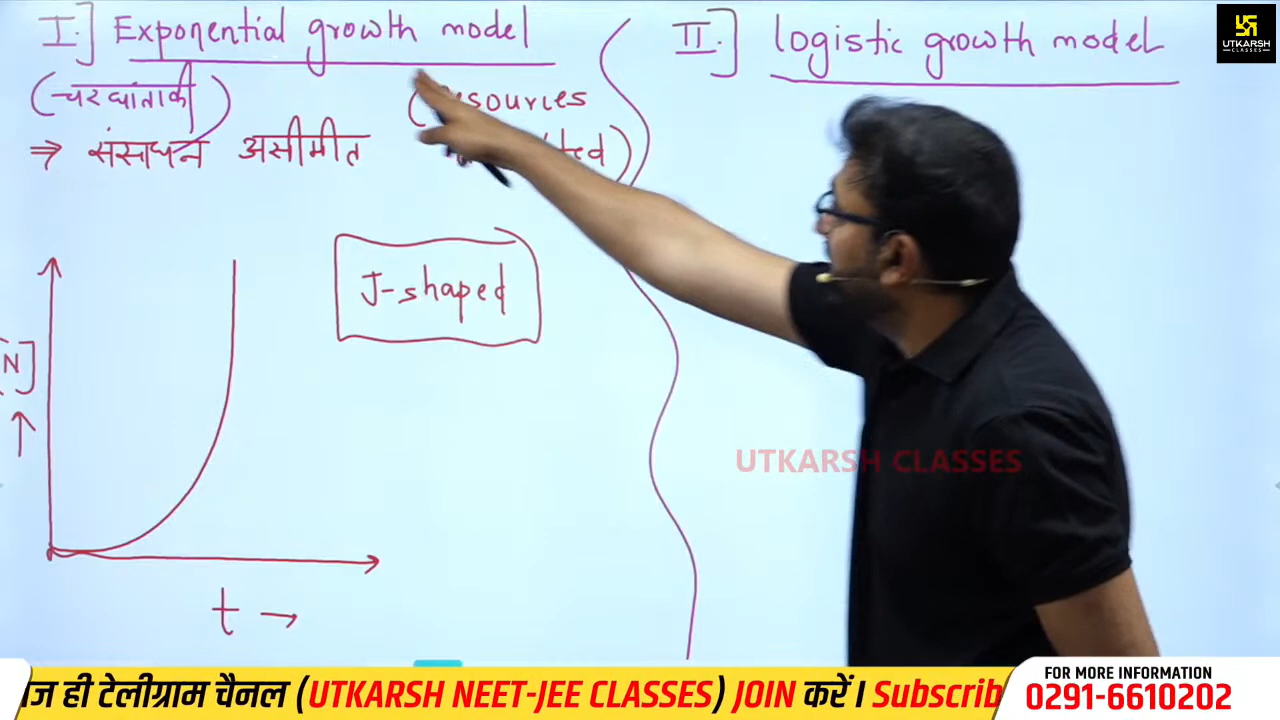 I.] Exponential growth model
(चरघांताकी)
(Resources
⇒ संसाधन असीमीत
J-shaped
[N]
↑
t →
II.] logistic growth model
UTKARSH CLASSES
UTKARSH CLASSES
ज ही टेलीग्राम चैनल (UTKARSH NEET-JEE CLASSES) JOIN करें I Subscrib
FOR MORE INFORMATION
0291-6610202